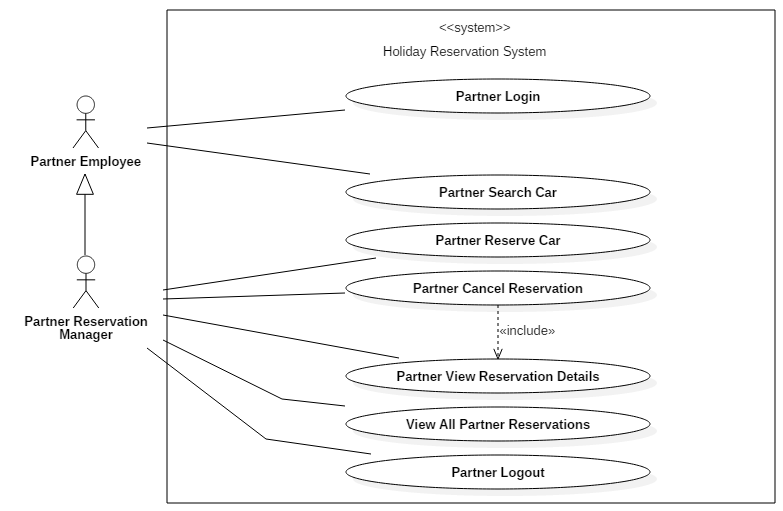 <<system>>
Holiday Reservation System
Partner Login
Partner Employee
Partner Search Car
Partner Reserve Car
Partner Cancel Reservation
Partner Reservation
Manager
«include»
Partner View Reservation Details
View All Partner Reservations
Partner Logout